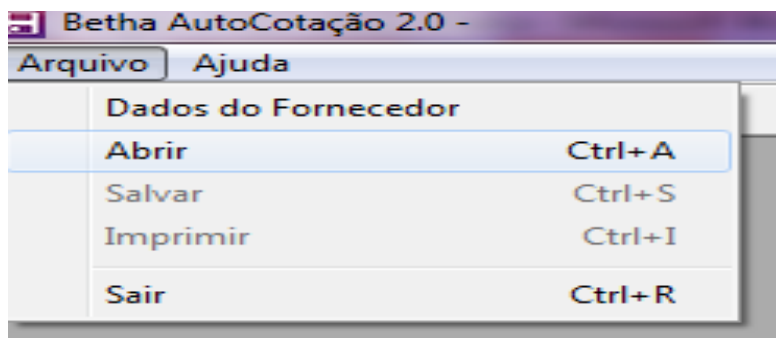 Betha AutoCotação 2.0 -
Arquivo Ajuda
Dados do Fornecedor
Abrir Ctrl+A
Salvar Ctrl+S
Imprimir Ctrl+I
Sair Ctrl+R